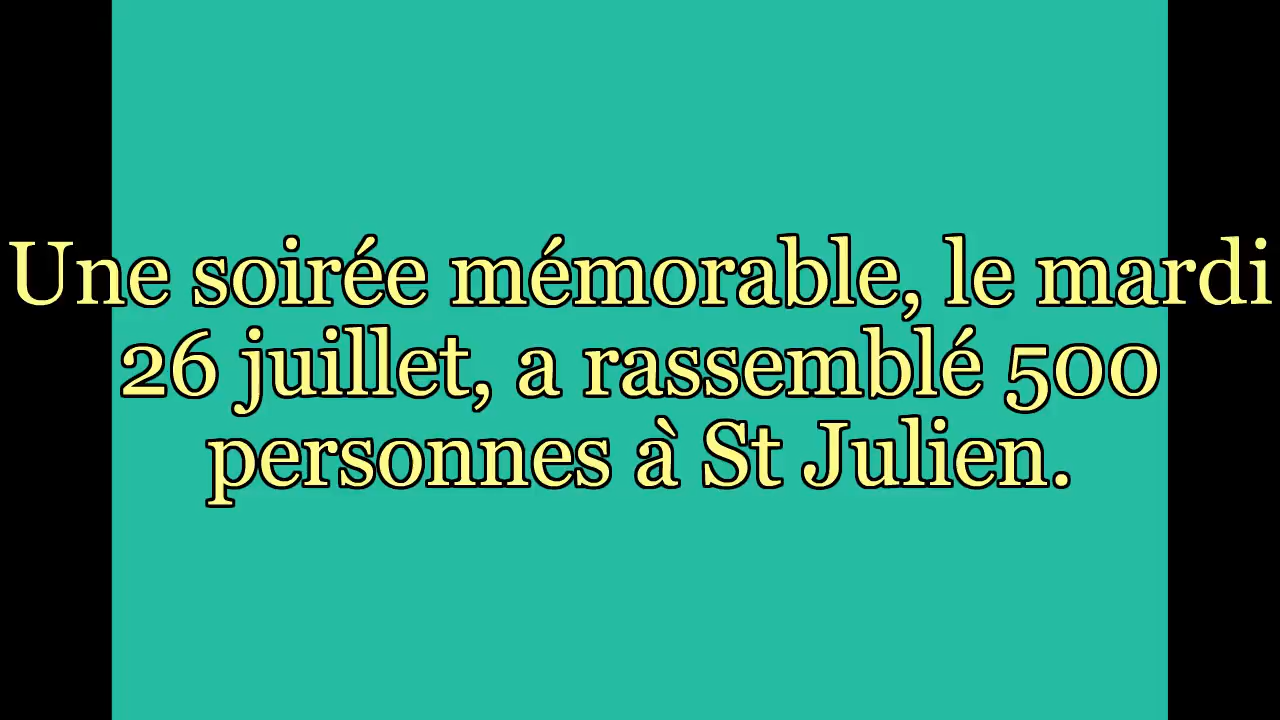 Une soirée mémorable, le mardi
26 juillet, a rassemblé 500
personnes à St Julien.